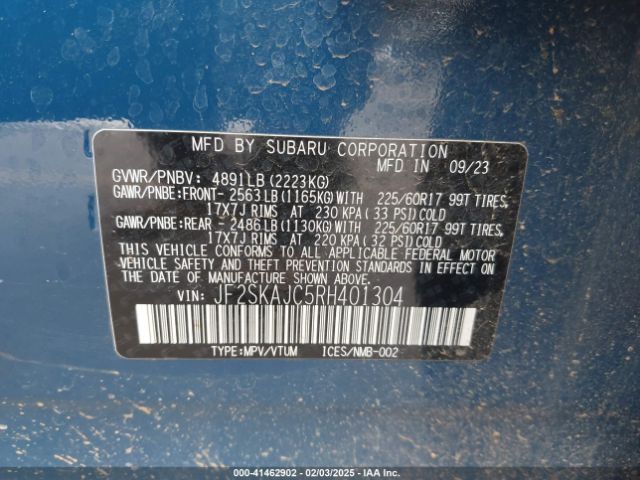 MFD BY SUBARU CORPORATION
MFD IN 09/23
GVWR/PNBV: 4891LB(2223KG)
GAWR/PNBE:FRONT- 2563LB(1165KG)WITH 225/60R17 99T TIRES,
17X7J RIMS AT 230 KPA(33 PSI)COLD
GAWR/PNBE:REAR - 2486LB(1130KG)WITH 225/60R17 99T TIRES,
17X7J RIMS AT 220 KPA(32 PSI)COLD
THIS VEHICLE CONFORMS TO ALL APPLICABLE FEDERAL MOTOR
VEHICLE SAFETY, BUMPER, AND THEFT PREVENTION STANDARDS
IN EFFECT ON THE DATE OF MANUFACTURE SHOWN ABOVE.
VIN: JF2SKAJC5RH401304
TYPE:MPV/VTUM ICES/NMB-002
000-41462902 - 02/03/2025 - IAA Inc.